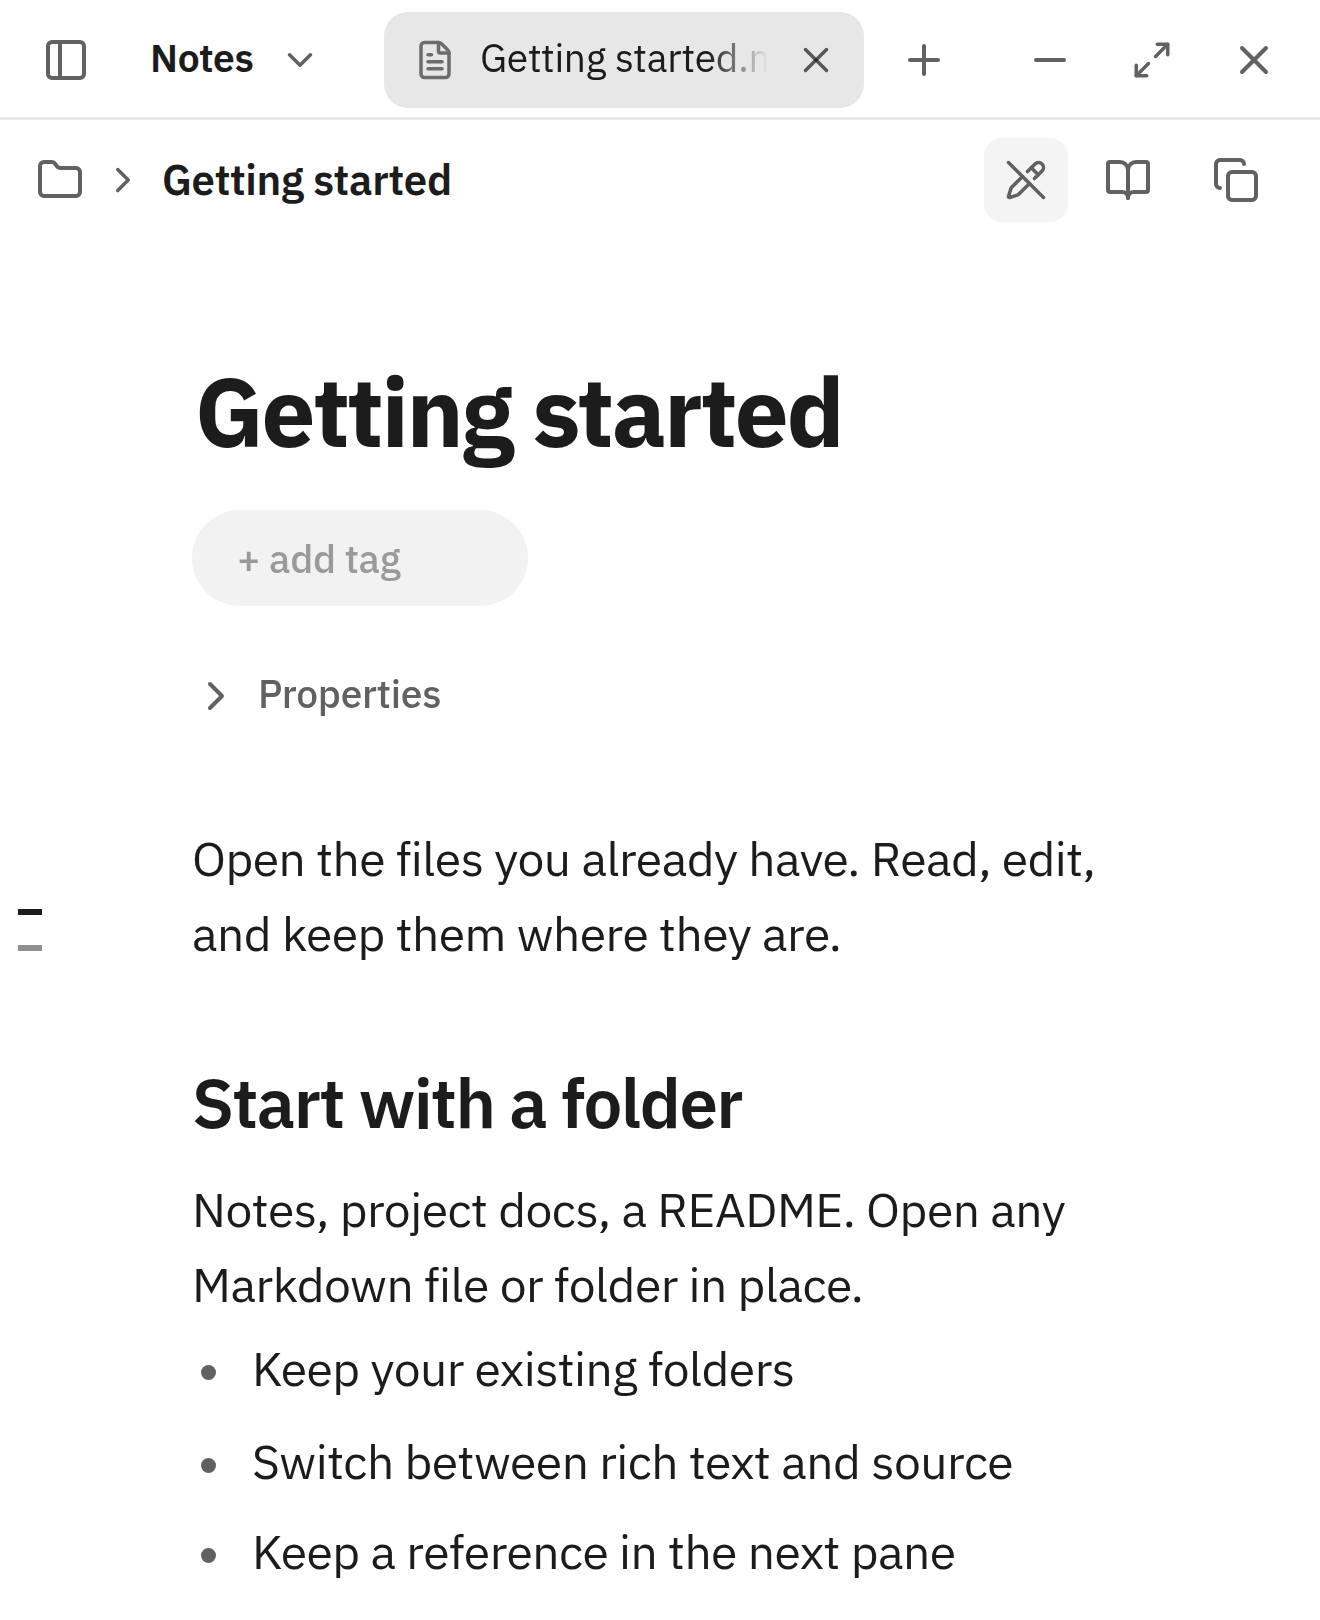 Notes
Getting started.n
Getting started
Getting started
+ add tag
Properties
Open the files you already have. Read, edit,
and keep them where they are.
Start with a folder
Notes, project docs, a README. Open any
Markdown file or folder in place.
Keep your existing folders
Switch between rich text and source
Keep a reference in the next pane